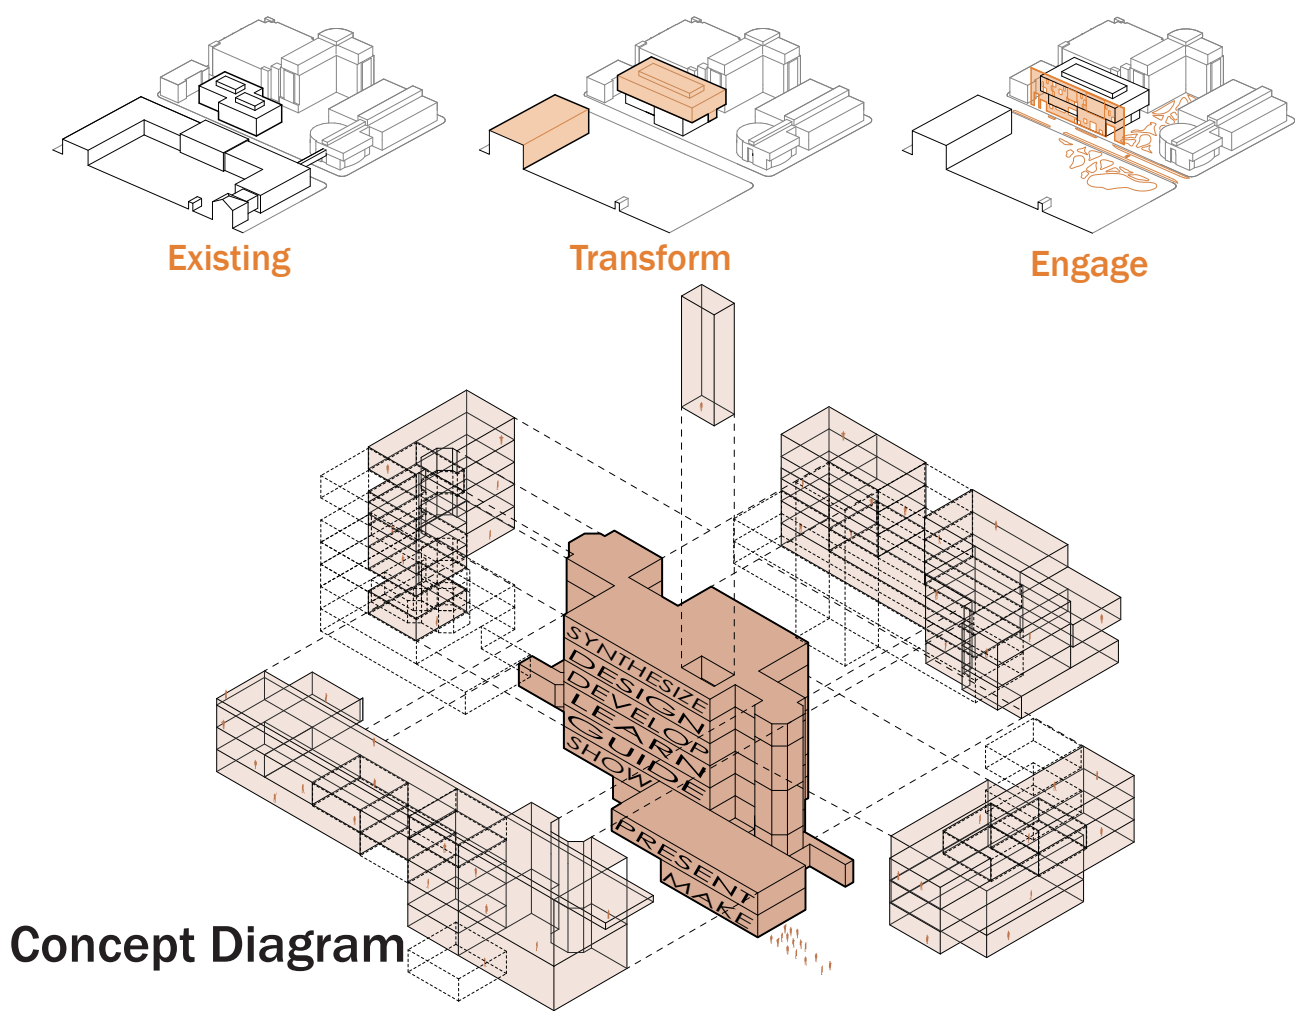 Existing
Transform
Engage
SYNTHESIZE
DESIGN
DEVELOP
LEARN
GUIDE
SHOW
PRESENT
MAKE
Concept Diagram